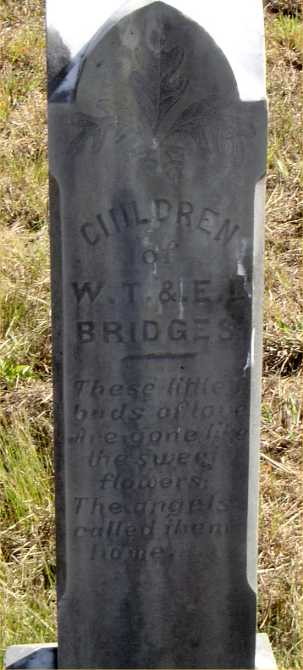 CHILDREN
of
W. T. & E. L
BRIDGES
These little
buds of love
Are gone like
the sweet
flowers;
The angels
called them
home.